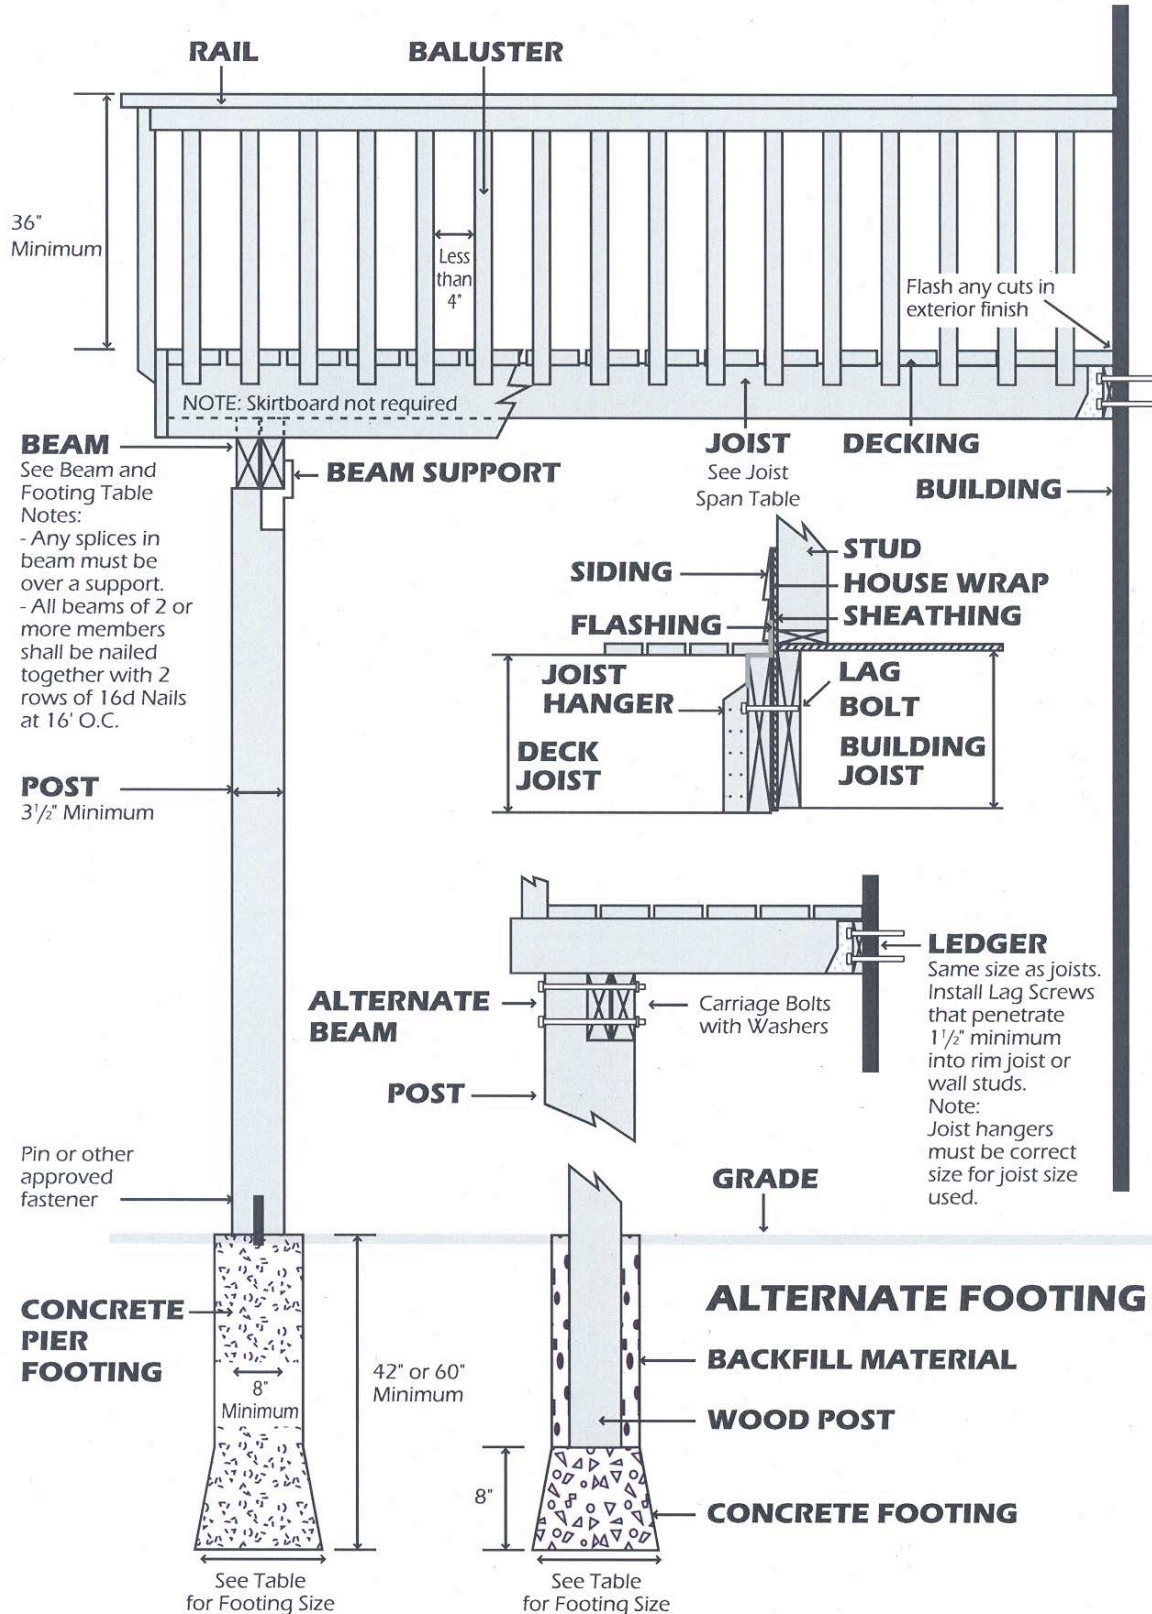 RAIL
BALUSTER
36"
Minimum
Less
than
4"
Flash any cuts in
exterior finish
NOTE: Skirtboard not required
BEAM
See Beam and
Footing Table
Notes:
- Any splices in
beam must be
over a support.
- All beams of 2 or
more members
shall be nailed
together with 2
rows of 16d Nails
at 16' O.C.
BEAM SUPPORT
JOIST
See Joist
Span Table
DECKING
BUILDING
SIDING
FLASHING
STUD
HOUSE WRAP
SHEATHING
JOIST
HANGER
DECK
JOIST
LAG
BOLT
BUILDING
JOIST
POST
3½" Minimum
ALTERNATE
BEAM
Carriage Bolts
with Washers
POST
LEDGER
Same size as joists.
Install Lag Screws
that penetrate
1½" minimum
into rim joist or
wall studs.
Note:
Joist hangers
must be correct
size for joist size
used.
Pin or other
approved
fastener
GRADE
CONCRETE
PIER
FOOTING
8"
Minimum
42" or 60"
Minimum
ALTERNATE FOOTING
BACKFILL MATERIAL
WOOD POST
8"
CONCRETE FOOTING
See Table
for Footing Size
See Table
for Footing Size